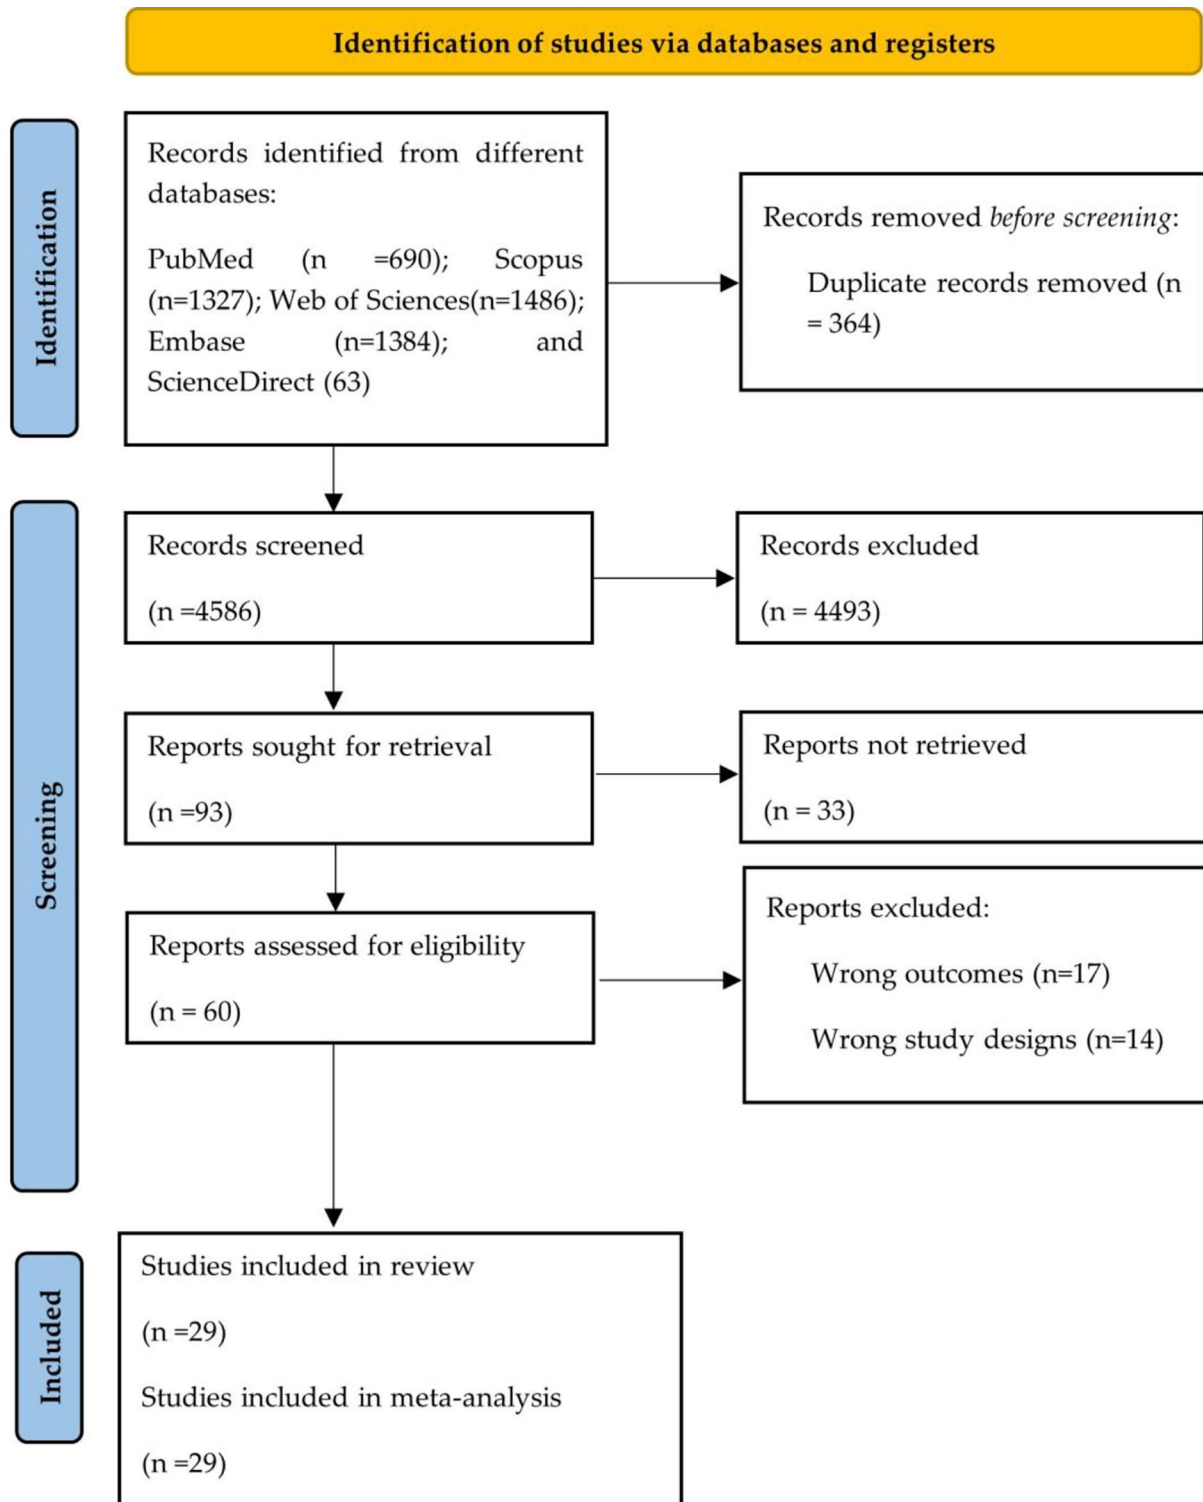 Identification of studies via databases and registers
Identification
Records identified from different
databases:
PubMed (n =690); Scopus
(n=1327); Web of Sciences(n=1486);
Embase (n=1384); and
ScienceDirect (63)
Records removed before screening:
Duplicate records removed (n
= 364)
Screening
Records screened
(n =4586)
Records excluded
(n = 4493)
Reports sought for retrieval
(n =93)
Reports not retrieved
(n = 33)
Reports assessed for eligibility
(n = 60)
Reports excluded:
Wrong outcomes (n=17)
Wrong study designs (n=14)
Included
Studies included in review
(n =29)
Studies included in meta-analysis
(n =29)